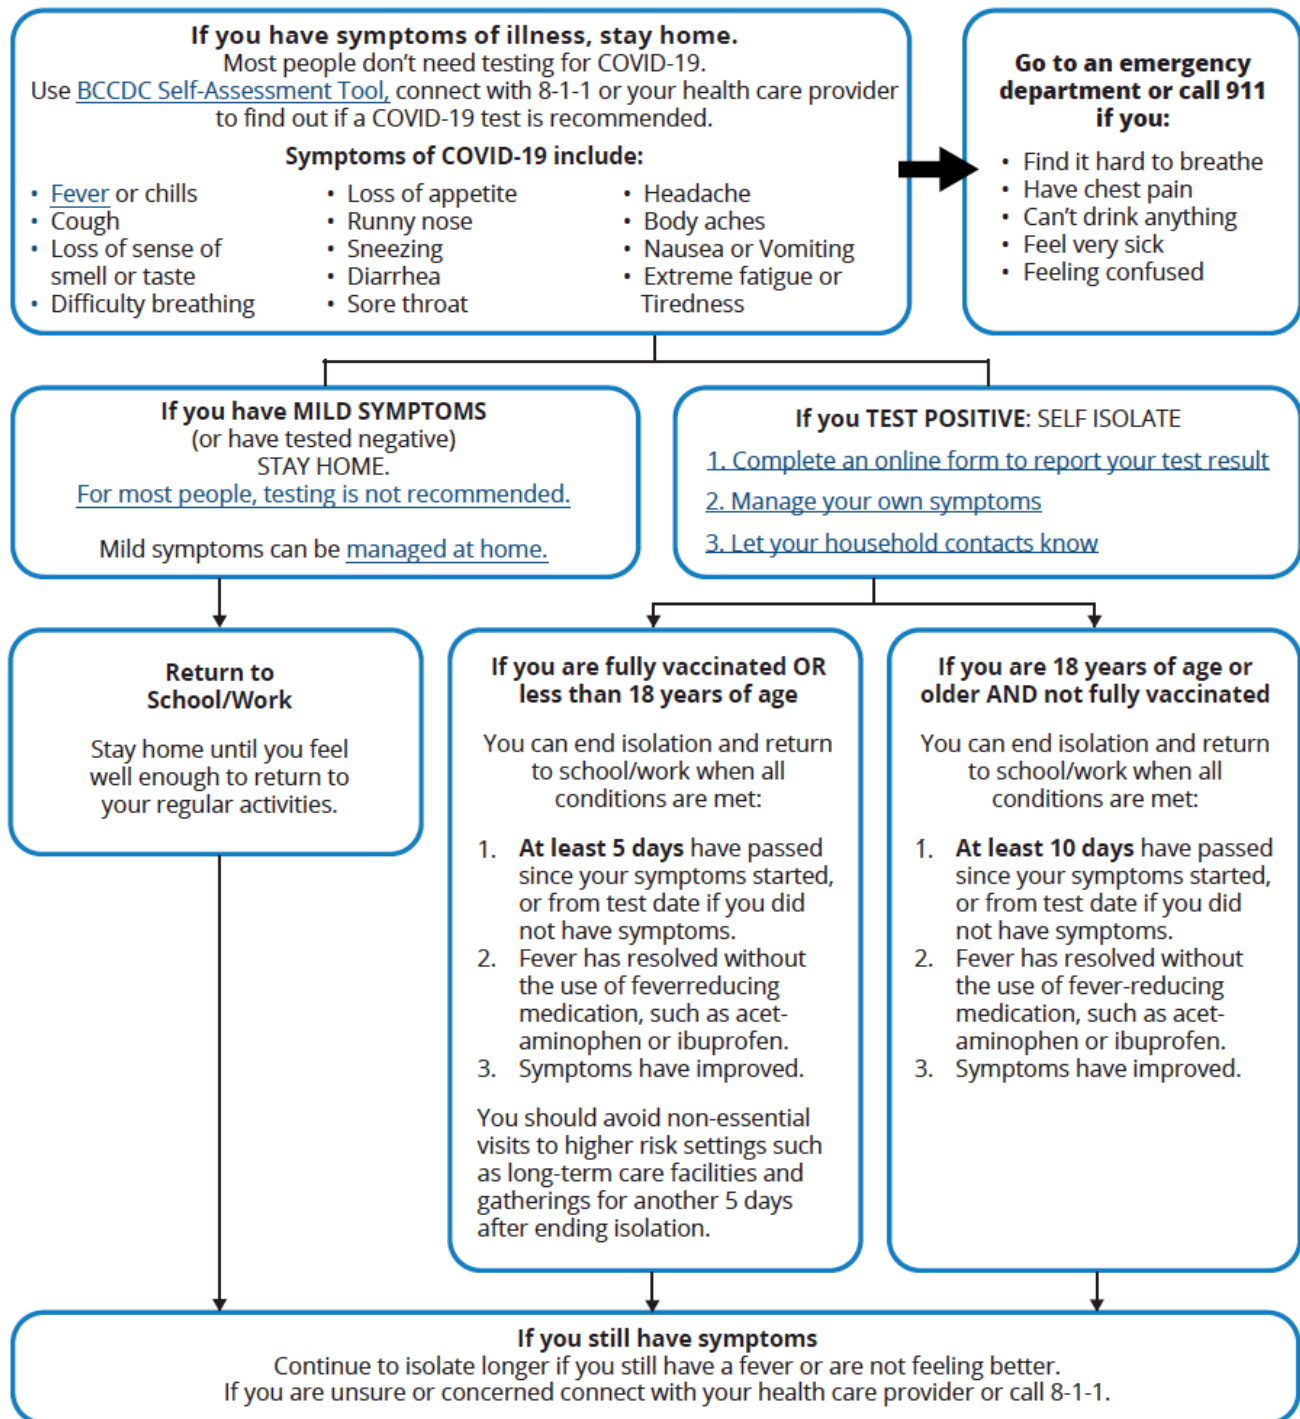 If you have symptoms of illness, stay home.
Most people don't need testing for COVID-19.
Use BCCDC Self-Assessment Tool, connect with 8-1-1 or your health care provider
to find out if a COVID-19 test is recommended.
Symptoms of COVID-19 include:
• Fever or chills
• Cough
• Loss of sense of
smell or taste
• Difficulty breathing
• Loss of appetite
• Runny nose
• Sneezing
• Diarrhea
• Sore throat
• Headache
• Body aches
• Nausea or Vomiting
• Extreme fatigue or
Tiredness
Go to an emergency
department or call 911
if you:
• Find it hard to breathe
• Have chest pain
• Can't drink anything
• Feel very sick
• Feeling confused
If you have MILD SYMPTOMS
(or have tested negative)
STAY HOME.
For most people, testing is not recommended.
Mild symptoms can be managed at home.
If you TEST POSITIVE: SELF ISOLATE
1. Complete an online form to report your test result
2. Manage your own symptoms
3. Let your household contacts know
Return to
School/Work
Stay home until you feel
well enough to return to
your regular activities.
If you are fully vaccinated OR
less than 18 years of age
You can end isolation and return
to school/work when all
conditions are met:
1. At least 5 days have passed
since your symptoms started,
or from test date if you did
not have symptoms.
2. Fever has resolved without
the use of feverreducing
medication, such as acet-
aminophen or ibuprofen.
3. Symptoms have improved.
You should avoid non-essential
visits to higher risk settings such
as long-term care facilities and
gatherings for another 5 days
after ending isolation.
If you are 18 years of age or
older AND not fully vaccinated
You can end isolation and return
to school/work when all
conditions are met:
1. At least 10 days have passed
since your symptoms started,
or from test date if you did
not have symptoms.
2. Fever has resolved without
the use of fever-reducing
medication, such as acet-
aminophen or ibuprofen.
3. Symptoms have improved.
If you still have symptoms
Continue to isolate longer if you still have a fever or are not feeling better.
If you are unsure or concerned connect with your health care provider or call 8-1-1.